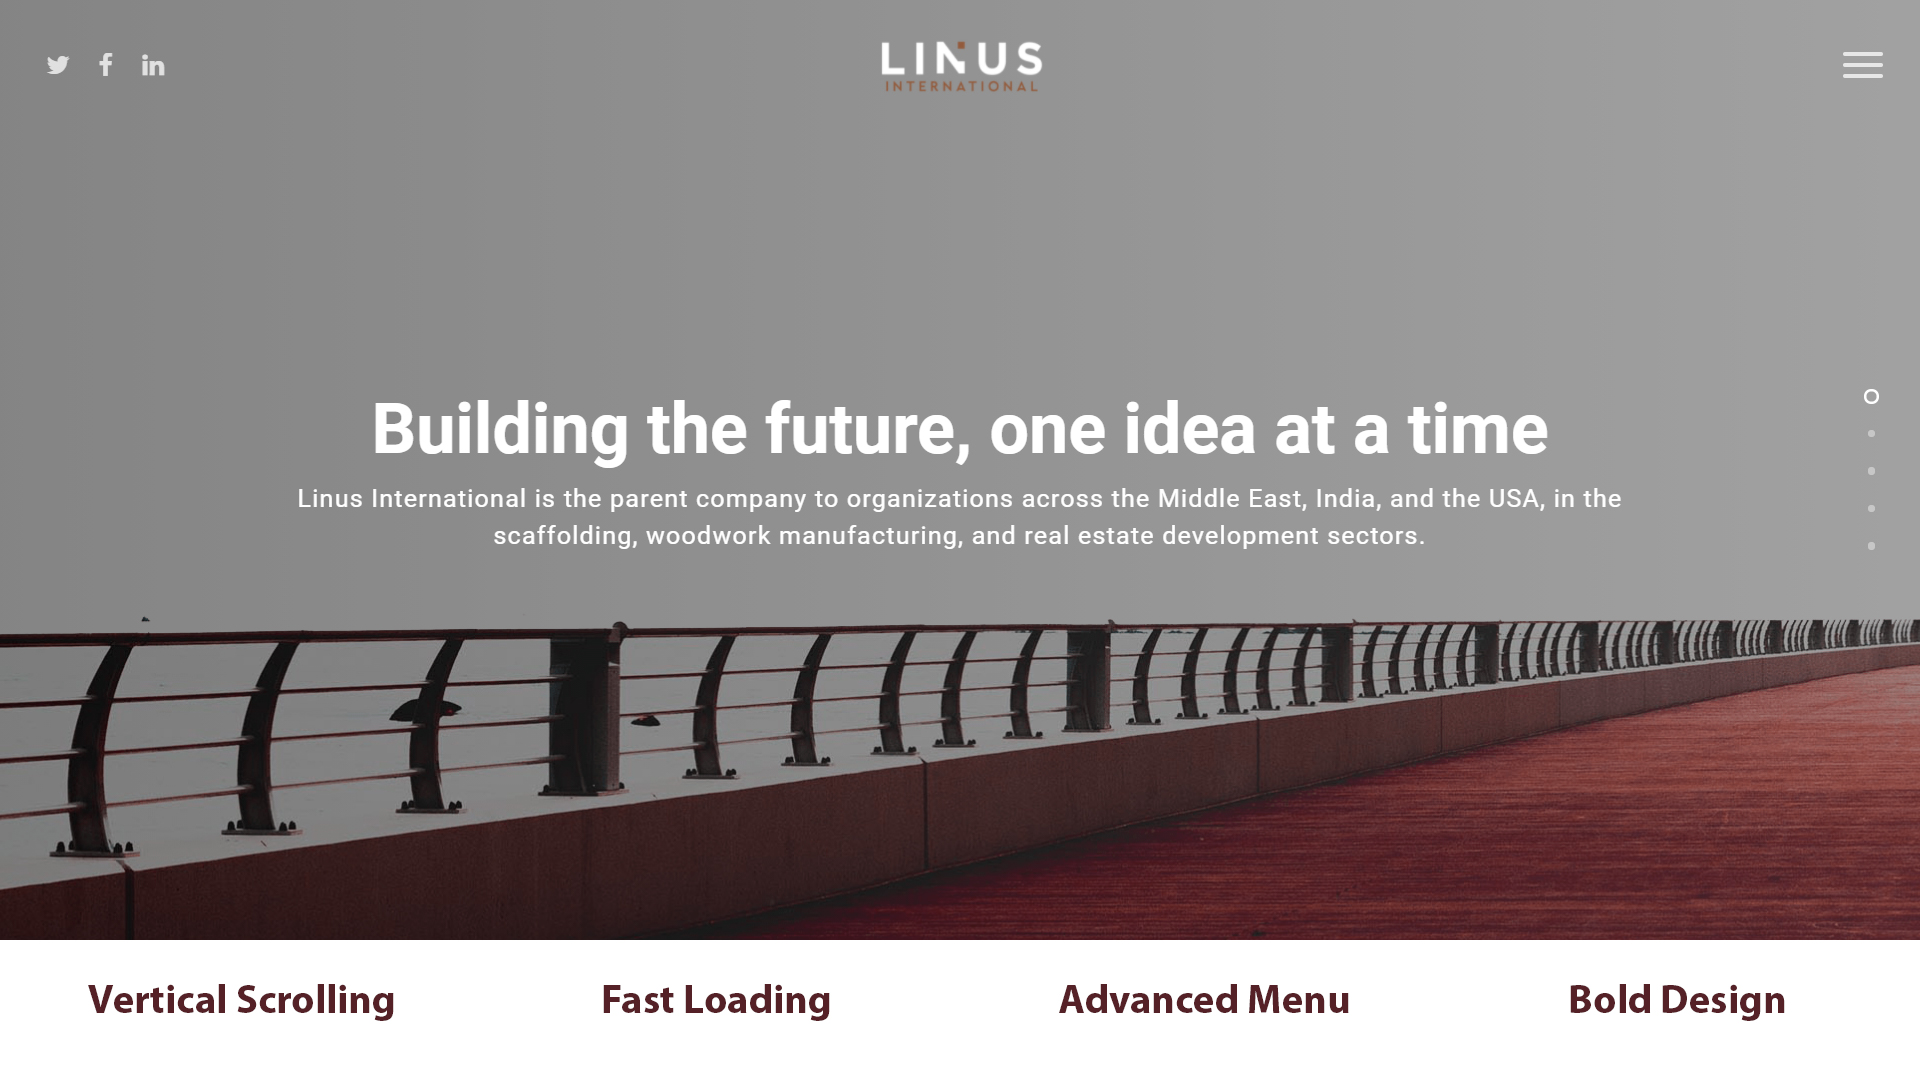 LINUS
INTERNATIONAL
Building the future, one idea at a time
Linus International is the parent company to organizations across the Middle East, India, and the USA, in the
scaffolding, woodwork manufacturing, and real estate development sectors.
Vertical Scrolling
Fast Loading
Advanced Menu
Bold Design